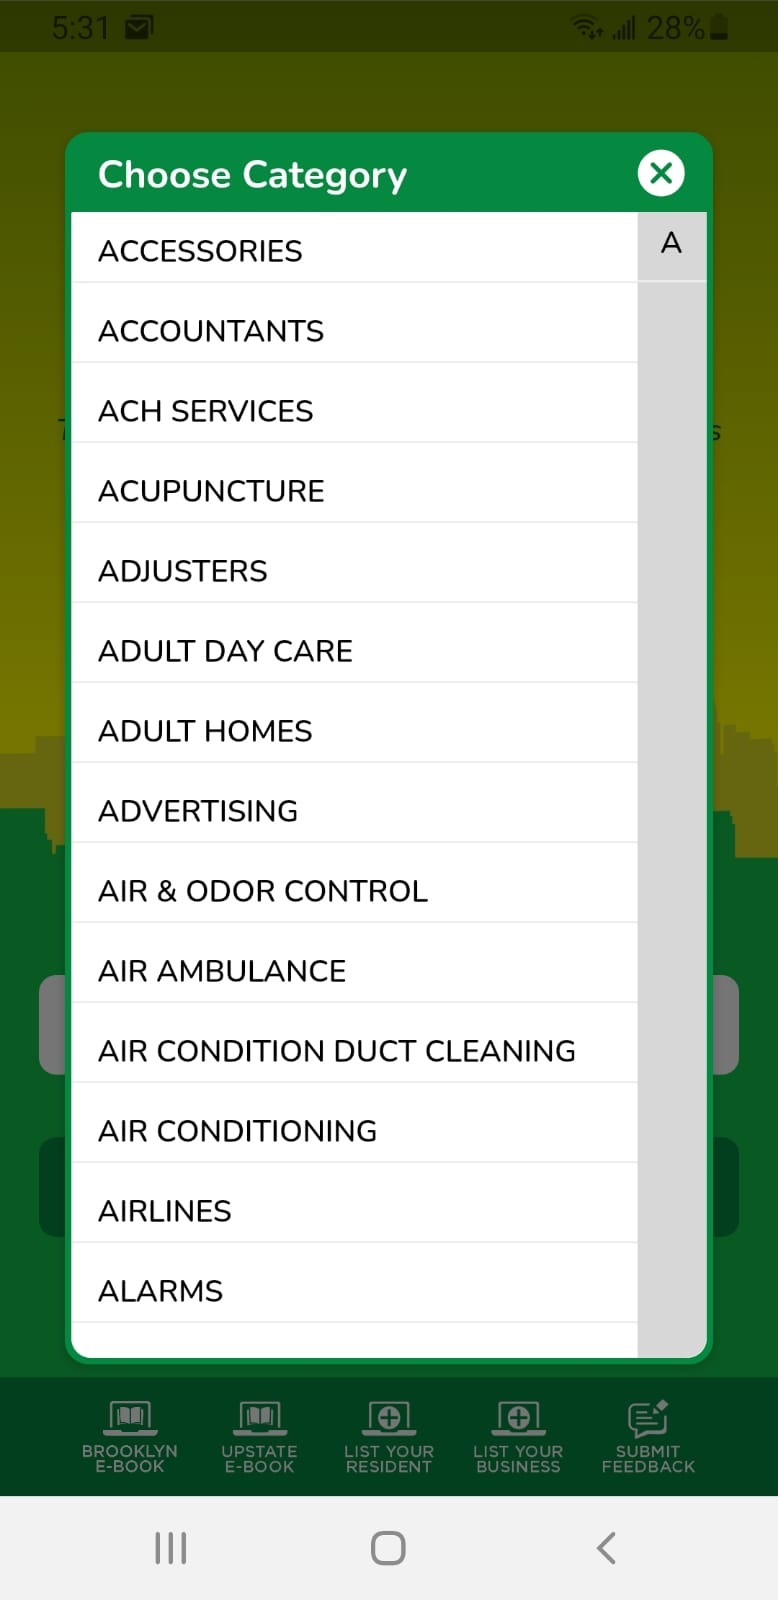 5:31
28%
Choose Category
A
ACCESSORIES
ACCOUNTANTS
ACH SERVICES
ACUPUNCTURE
ADJUSTERS
ADULT DAY CARE
ADULT HOMES
ADVERTISING
AIR & ODOR CONTROL
AIR AMBULANCE
AIR CONDITION DUCT CLEANING
AIR CONDITIONING
AIRLINES
ALARMS
BROOKLYN
E-BOOK
UPSTATE
E-BOOK
LIST YOUR
RESIDENT
LIST YOUR
BUSINESS
SUBMIT
FEEDBACK